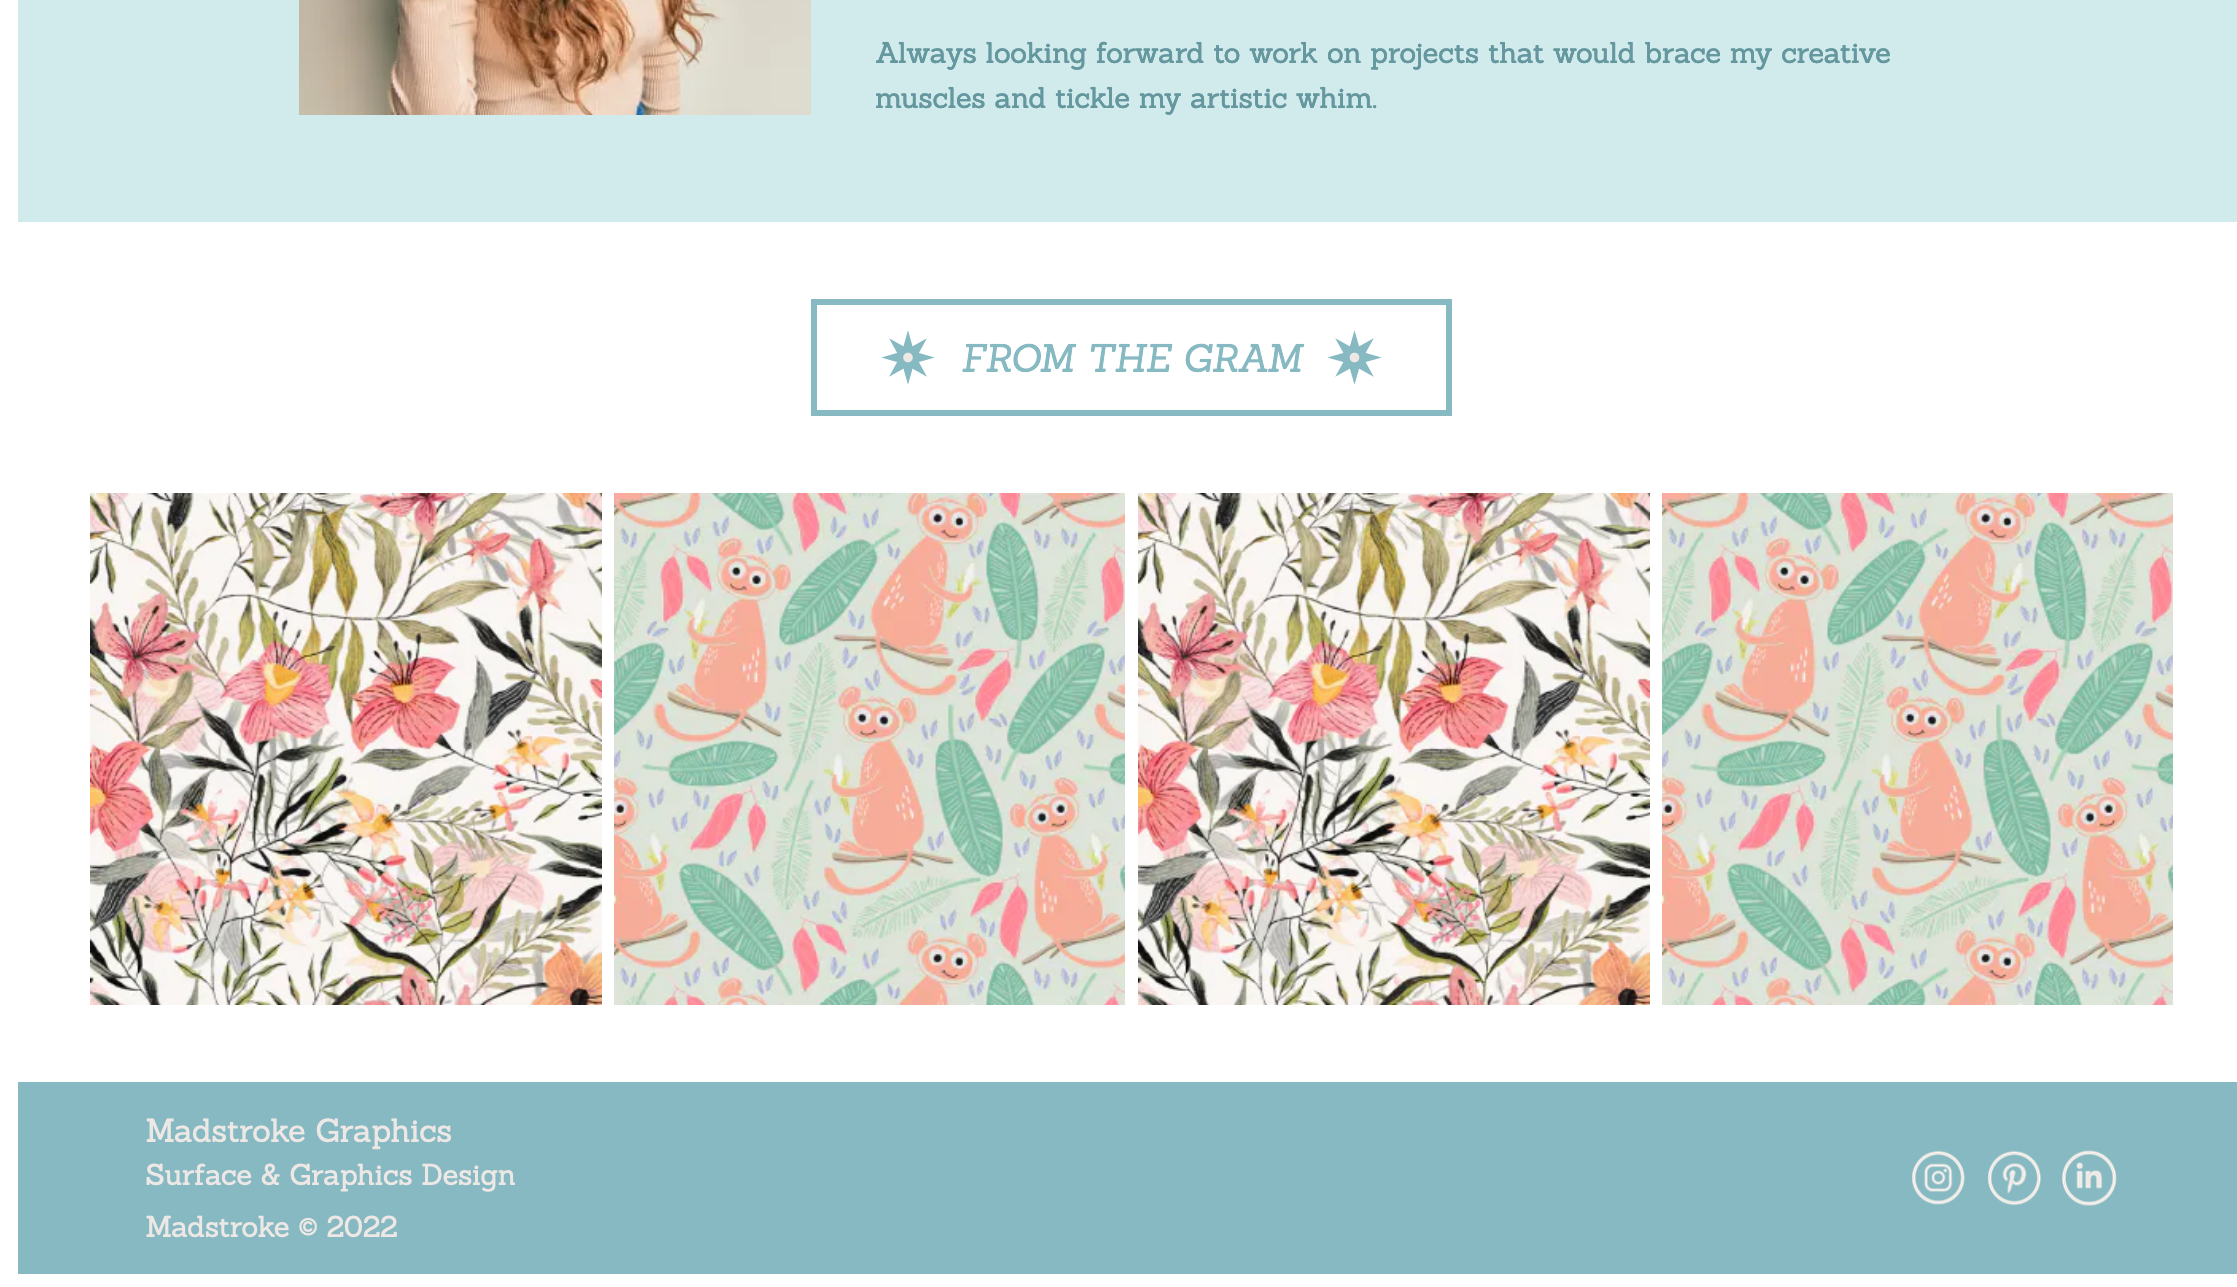 Always looking forward to work on projects that would brace my creative
muscles and tickle my artistic whim.
FROM THE GRAM
Madstroke Graphics
Surface & Graphics Design
Madstroke © 2022
in